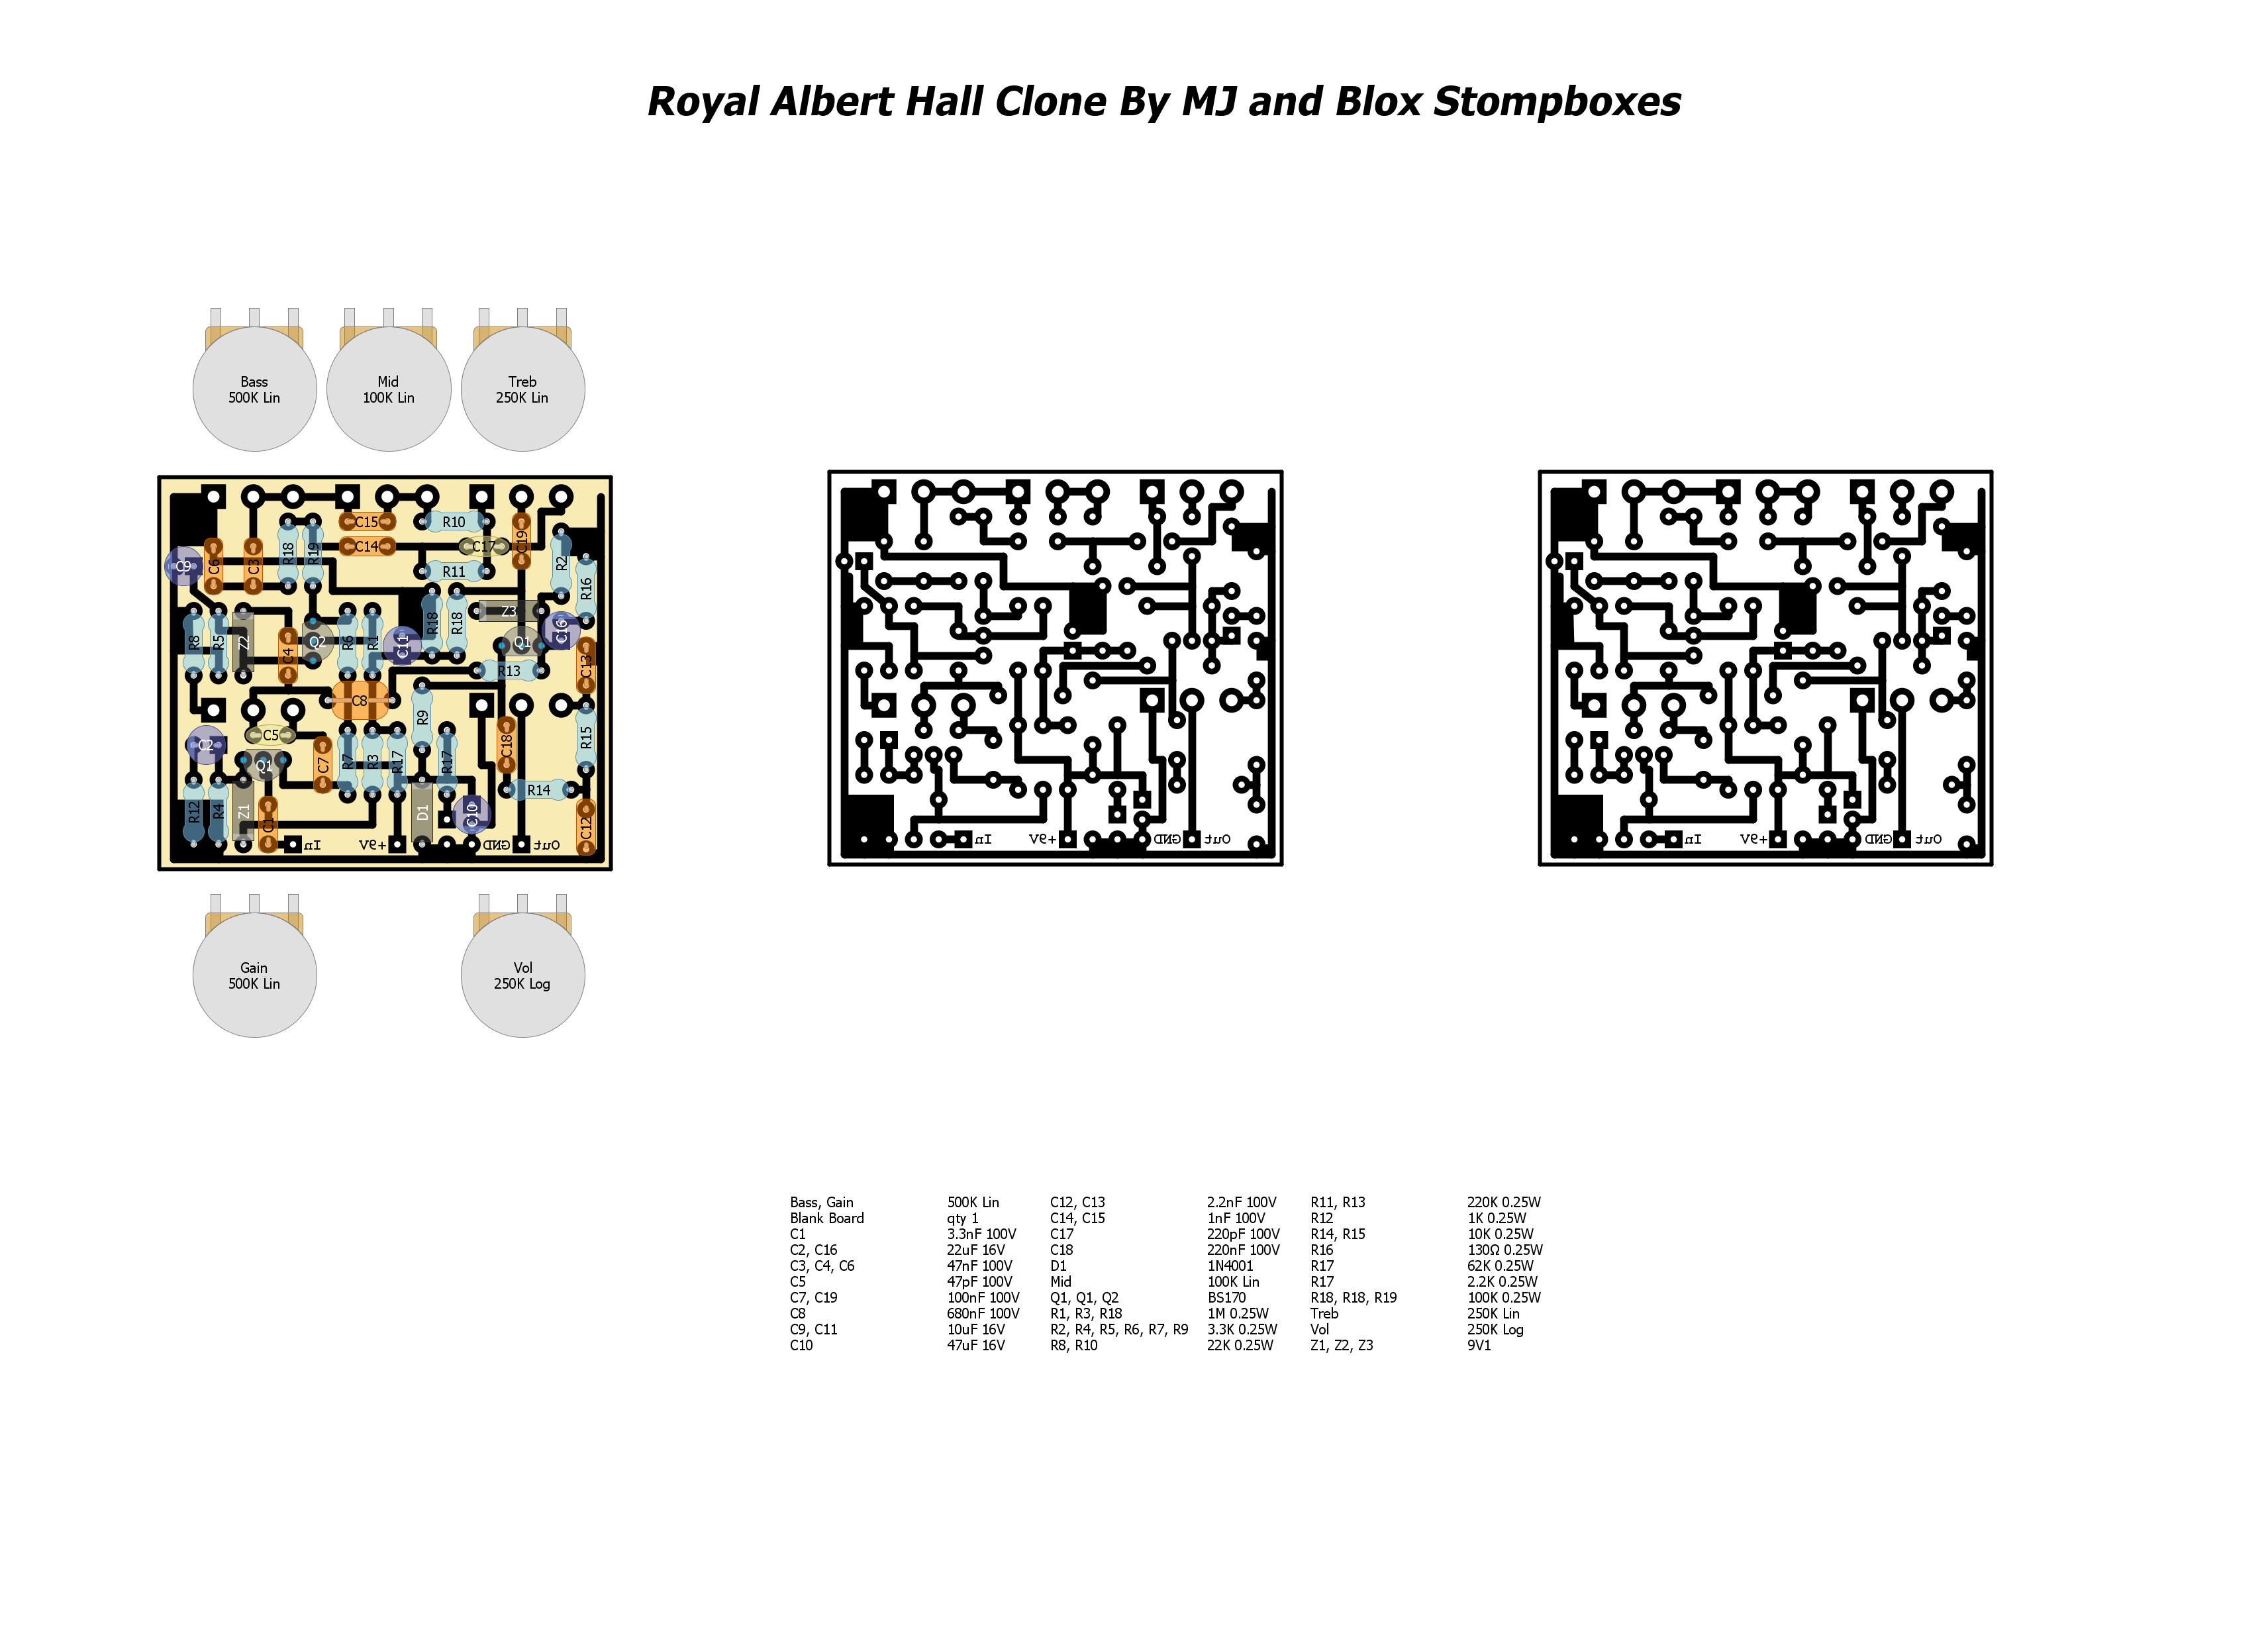 Royal Albert Hall Clone By MJ and Blox Stompboxes
Bass
500K Lin
Mid
100K Lin
Treb
250K Lin
C15
R10
C6
C3
R18
R19
C14
C17
C19
R2
C9
R11
R16
R8
R5
Z2
C4
Q2
R6
R1
C11
R18
R18
Z3
Q1
C16
C13
R13
C8
R9
C2
C5
Q1
C7
R7
R3
R17
R17
C18
R15
R12
R4
Z1
C1
D1
C10
R14
C12
In
+9V
GND
Out
In
+9V
GND
Out
In
+9V
GND
Out
Gain
500K Lin
Vol
250K Log
Bass, Gain 500K Lin C12, C13 2.2nF 100V R11, R13 220K 0.25W
Blank Board qty 1 C14, C15 1nF 100V R12 1K 0.25W
C1 3.3nF 100V C17 220pF 100V R14, R15 10K 0.25W
C2, C16 22uF 16V C18 220nF 100V R16 130Ω 0.25W
C3, C4, C6 47nF 100V D1 1N4001 R17 62K 0.25W
C5 47pF 100V Mid 100K Lin R17 2.2K 0.25W
C7, C19 100nF 100V Q1, Q1, Q2 BS170 R18, R18, R19 100K 0.25W
C8 680nF 100V R1, R3, R18 1M 0.25W Treb 250K Lin
C9, C11 10uF 16V R2, R4, R5, R6, R7, R9 3.3K 0.25W Vol 250K Log
C10 47uF 16V R8, R10 22K 0.25W Z1, Z2, Z3 9V1